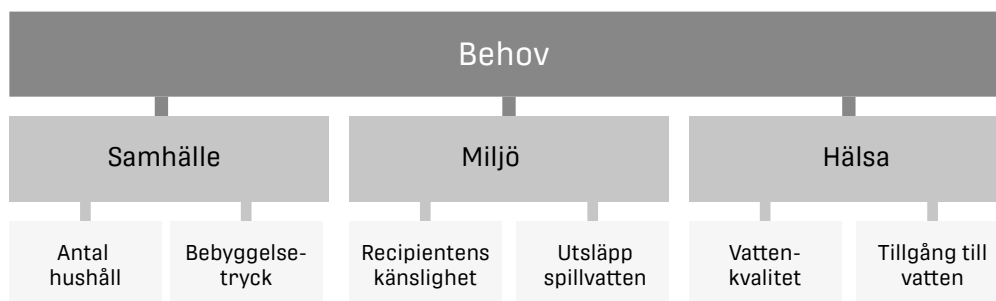 Behov
Samhälle
Miljö
Hälsa
Antal
hushåll
Bebyggelse-
tryck
Recipientens
känslighet
Utsläpp
spillvatten
Vatten-
kvalitet
Tillgång till
vatten